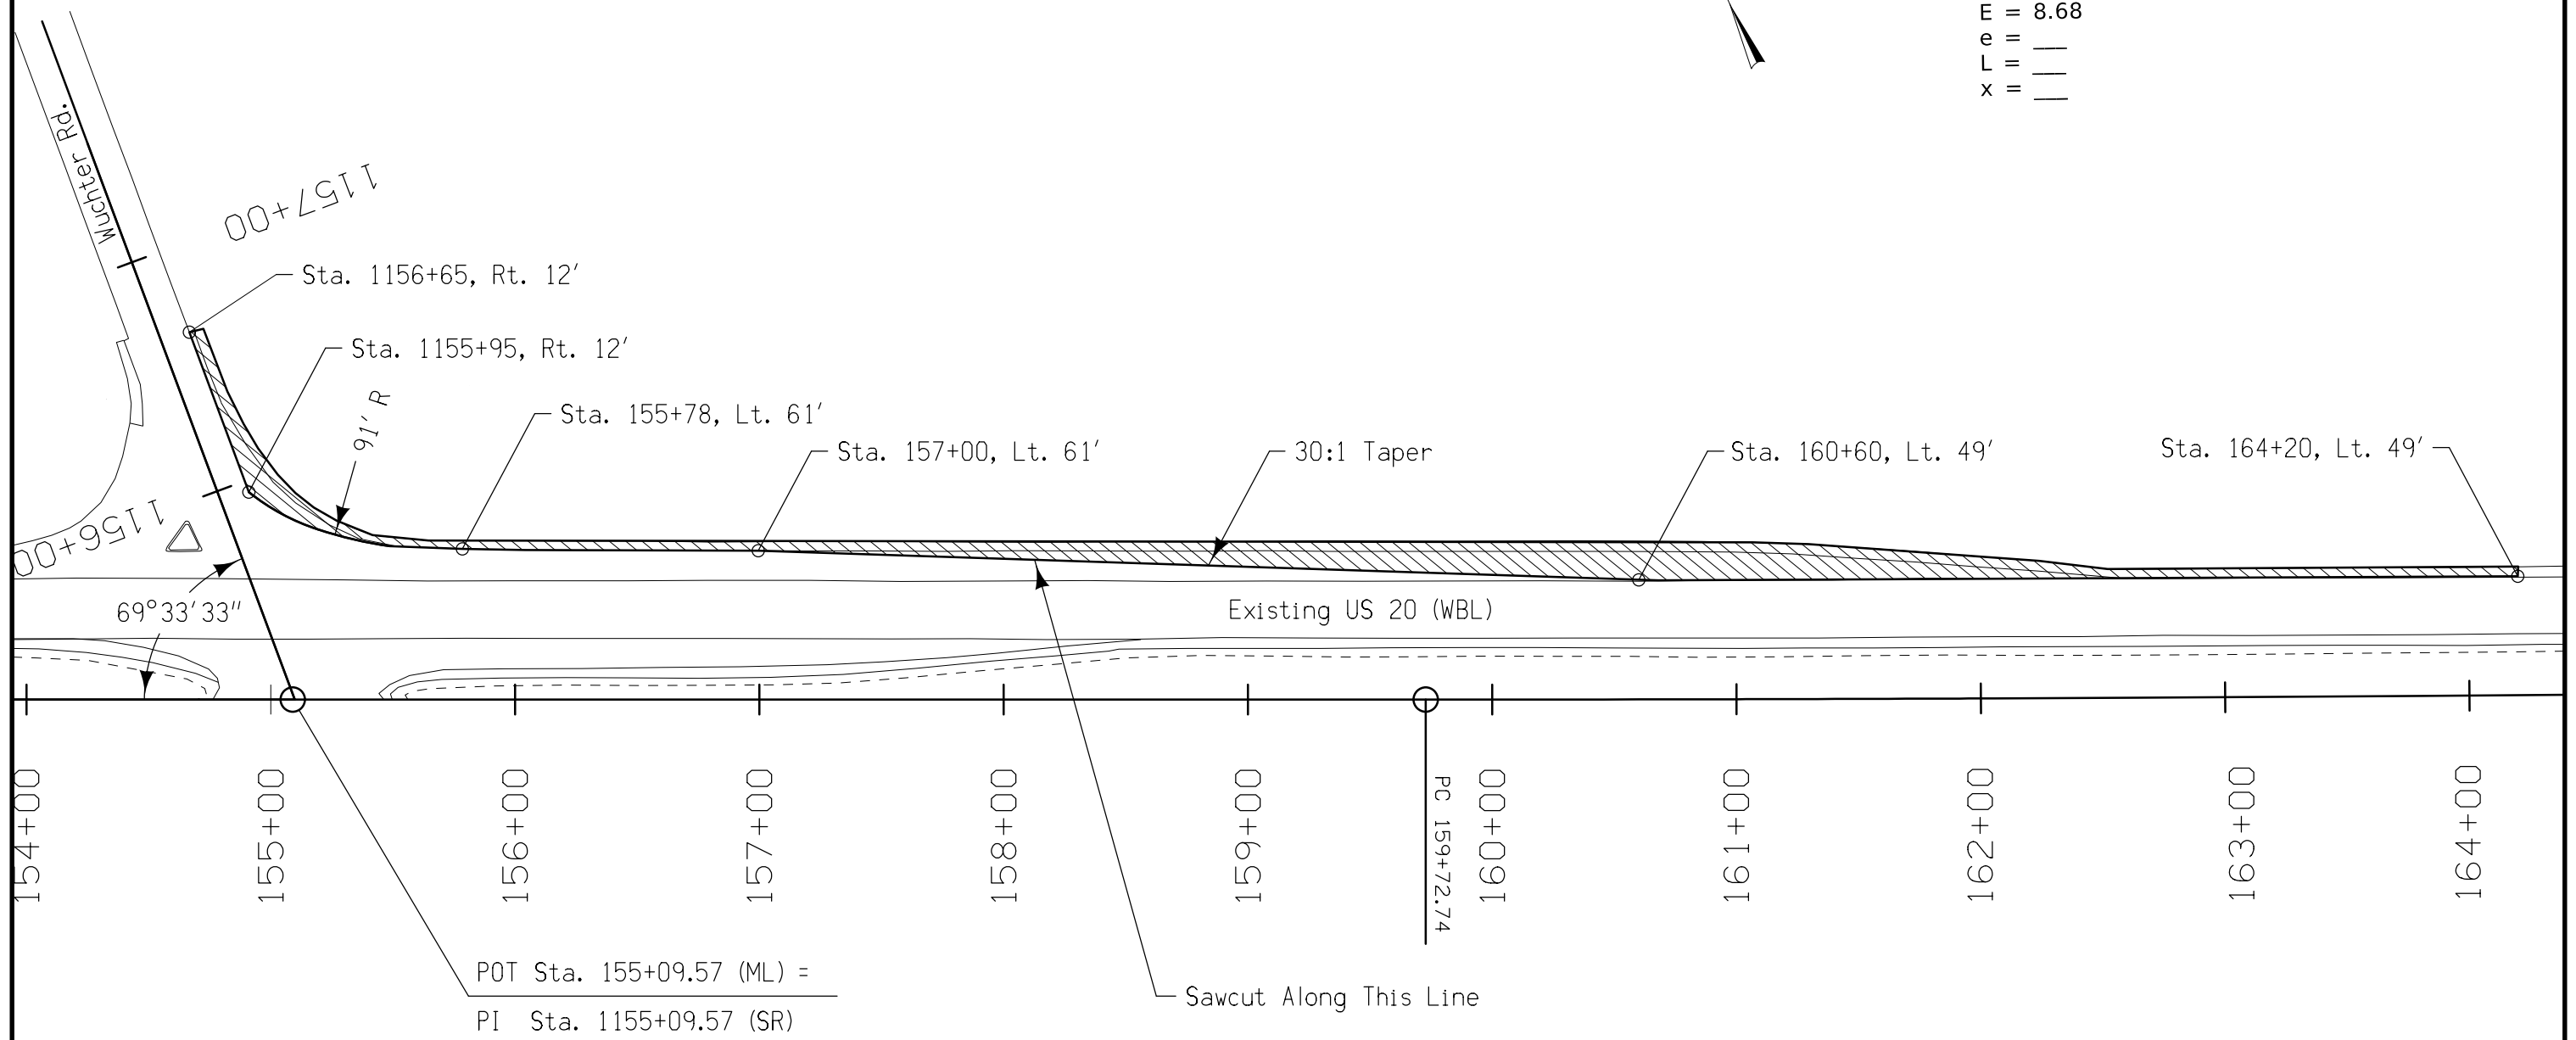 E = 8.68
e = ___
L = ___
x = ___
Wuchter Rd.
1157+00
Sta. 1156+65, Rt. 12′
Sta. 1155+95, Rt. 12′
91′ R
Sta. 155+78, Lt. 61′
Sta. 157+00, Lt. 61′
30:1 Taper
Sta. 160+60, Lt. 49′
Sta. 164+20, Lt. 49′
1156+00
69°33′33″
Existing US 20 (WBL)
154+00
155+00
156+00
157+00
158+00
159+00
PC 159+72.74
160+00
161+00
162+00
163+00
164+00
POT Sta. 155+09.57 (ML) =
PI Sta. 1155+09.57 (SR)
Sawcut Along This Line